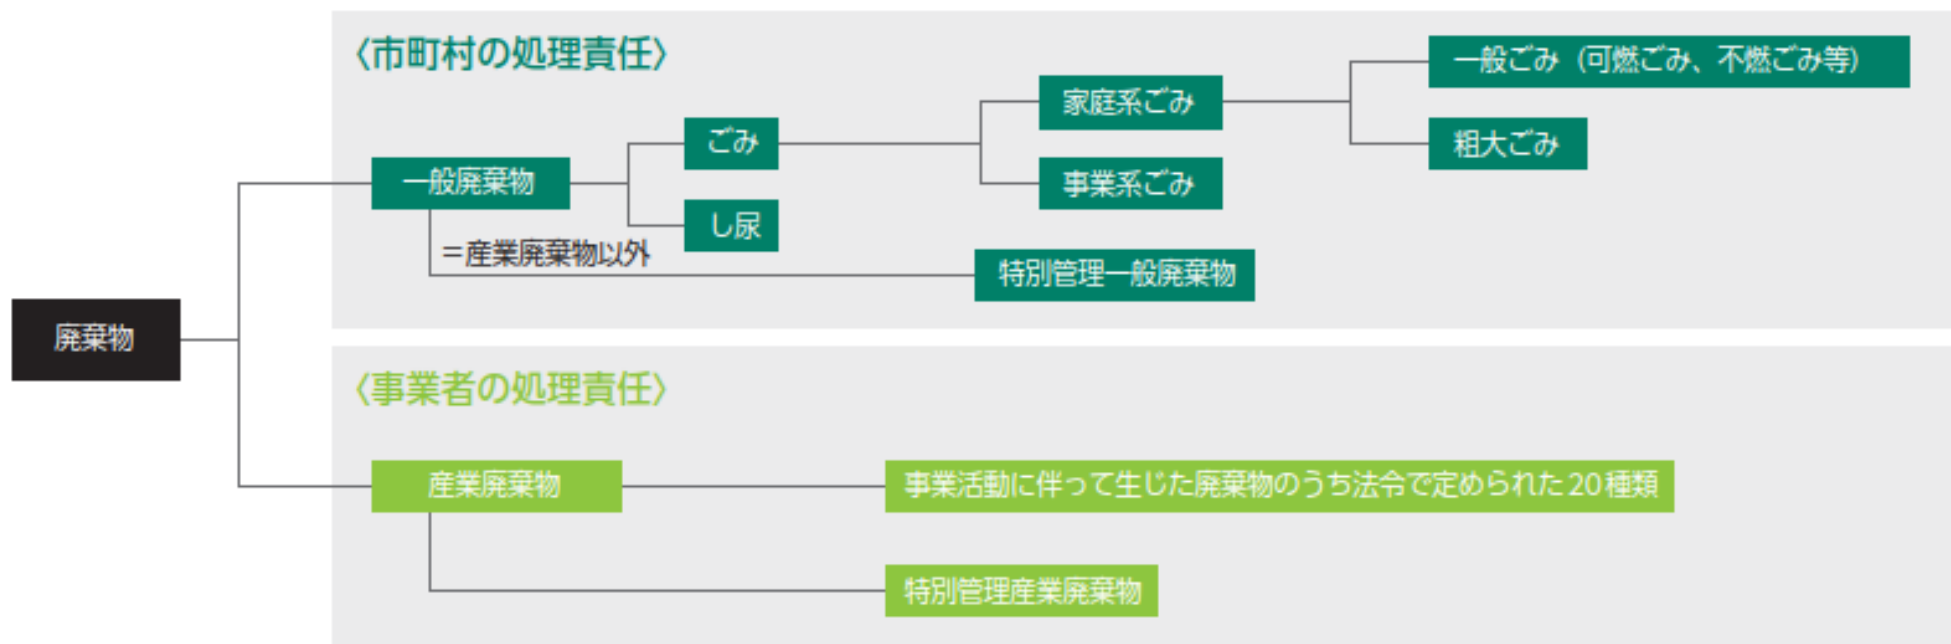 廃棄物
〈市町村の処理責任〉
一般廃棄物
=産業廃棄物以外
ごみ
し尿
家庭系ごみ
事業系ごみ
一般ごみ(可燃ごみ、不燃ごみ等)
粗大ごみ
特別管理一般廃棄物
〈事業者の処理責任〉
産業廃棄物
事業活動に伴って生じた廃棄物のうち法令で定められた20種類
特別管理産業廃棄物